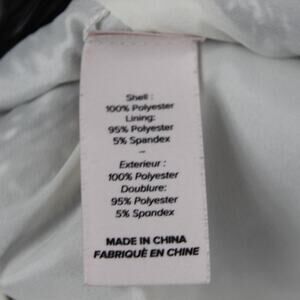 Shell :
100% Polyester
Lining:
95% Polyester
5% Spandex
–
Exterieur :
100% Polyester
Doublure:
95% Polyester
5% Spandex
MADE IN CHINA
FABRIQUÈ EN CHINE